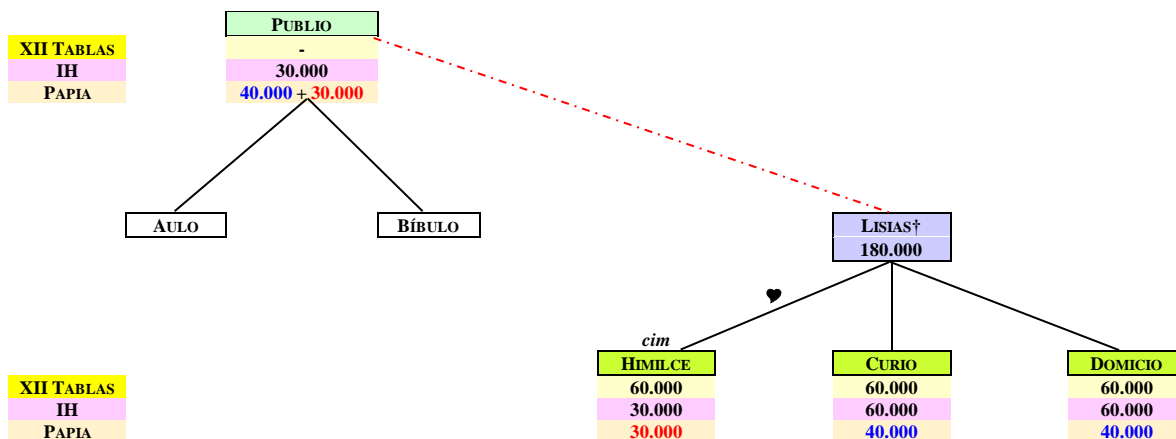 PUBLIO
XII TABLAS -
IH 30.000
PAPIA 40.000 + 30.000
AULO BÍBULO LISIAS†
180.000
cim
HIMILCE CURIO DOMICIO
XII TABLAS 60.000 60.000 60.000
IH 30.000 60.000 60.000
PAPIA 30.000 40.000 40.000